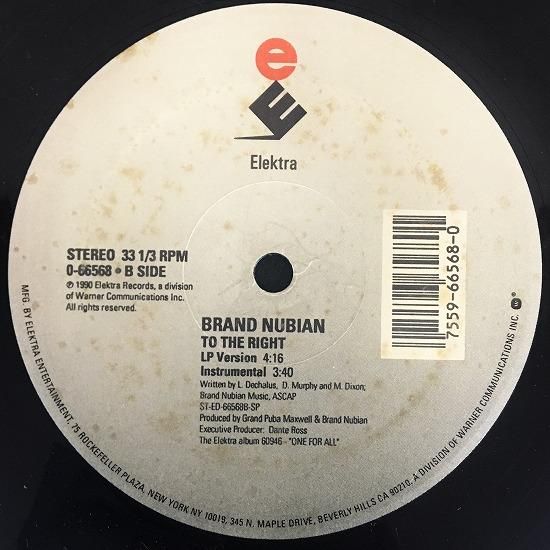 e
E
Elektra
STEREO 33 1/3 RPM
0-66568 • B SIDE
℗ 1990 Elektra Records, a division
of Warner Communications Inc.
All rights reserved.
7559-66568-0
BRAND NUBIAN
TO THE RIGHT
LP Version 4:16
Instrumental 3:40
Written by L. Dechalus, D. Murphy and M. Dixon;
Brand Nubian Music, ASCAP
ST-ED-66568B-SP
Produced by Grand Puba Maxwell & Brand Nubian
Executive Producer: Dante Ross
The Elektra album 60946 - "ONE FOR ALL"
MFG. BY ELEKTRA ENTERTAINMENT, 75 ROCKEFELLER PLAZA, NEW YORK NY 10019, 345 N. MAPLE DRIVE, BEVERLY HILLS CA 90210, A DIVISION OF WARNER COMMUNICATIONS INC.